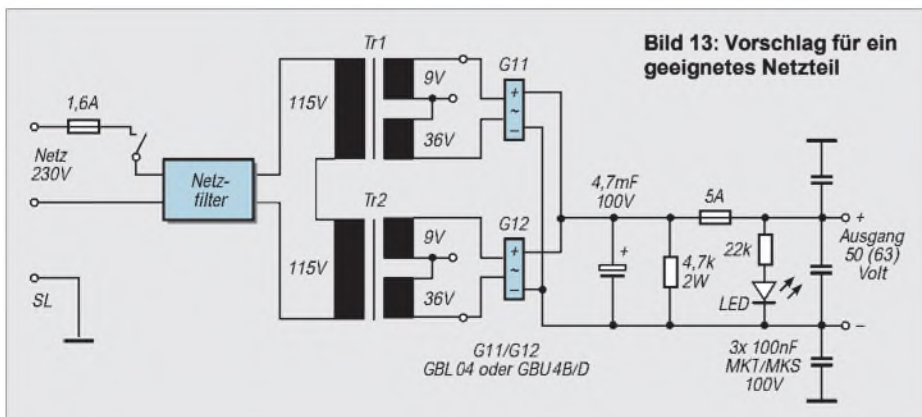 Bild 13: Vorschlag für ein
geeignetes Netzteil
Tr1
G11
9V
+
~
−
115V
36V
1,6A
Netz
230V
Netz-
filter
4,7mF
100V
5A
Tr2
G12
9V
+
~
−
+
4,7k
2W
22k
+
Ausgang
50 (63)
Volt
115V
36V
LED
−
SL
G11/G12
GBL 04 oder GBU 4B/D
3x 100nF
MKT/MKS
100V